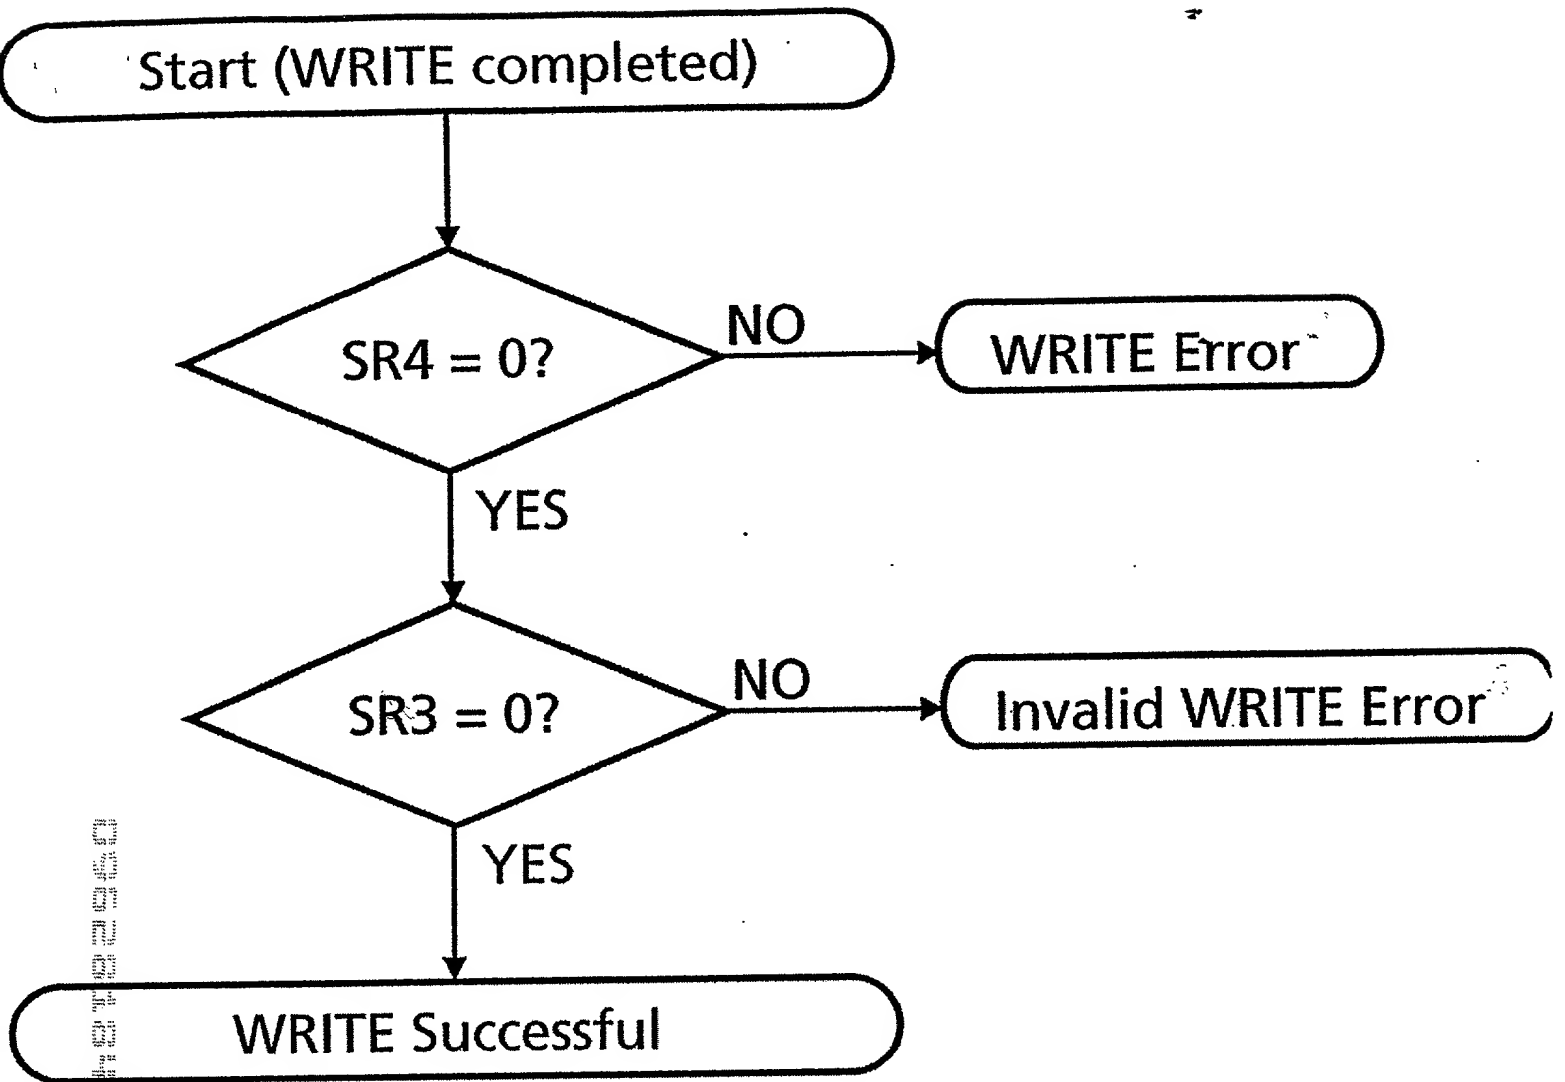 Start (WRITE completed)
SR4 = 0?
NO
WRITE Error
YES
SR3 = 0?
NO
Invalid WRITE Error
YES
WRITE Successful